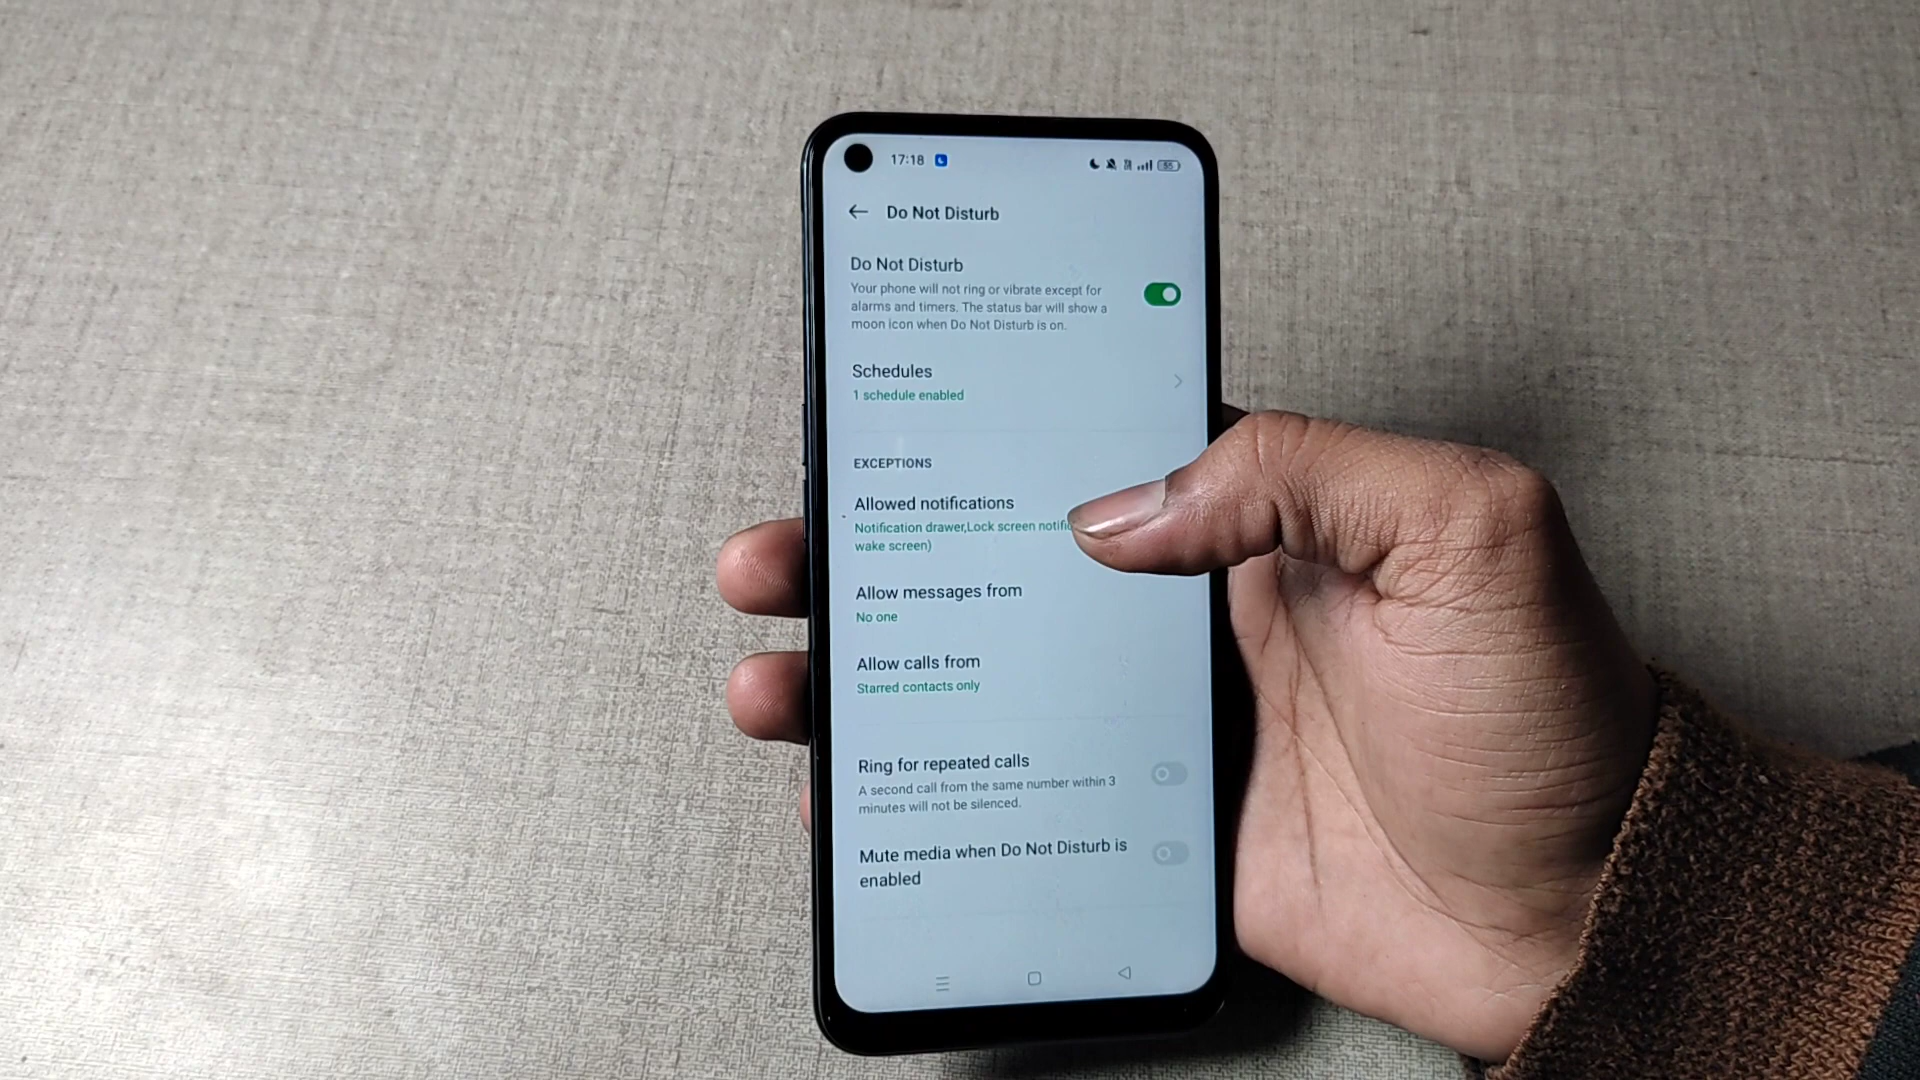 17:18
55
Do Not Disturb
Do Not Disturb
Your phone will not ring or vibrate except for
alarms and timers. The status bar will show a
moon icon when Do Not Disturb is on.
Schedules
1 schedule enabled
EXCEPTIONS
Allowed notifications
Notification drawer,Lock screen
wake screen)
Allow messages from
No one
Allow calls from
Starred contacts only
Ring for repeated calls
A second call from the same number within 3
minutes will not be silenced.
Mute media when Do Not Disturb is
enabled